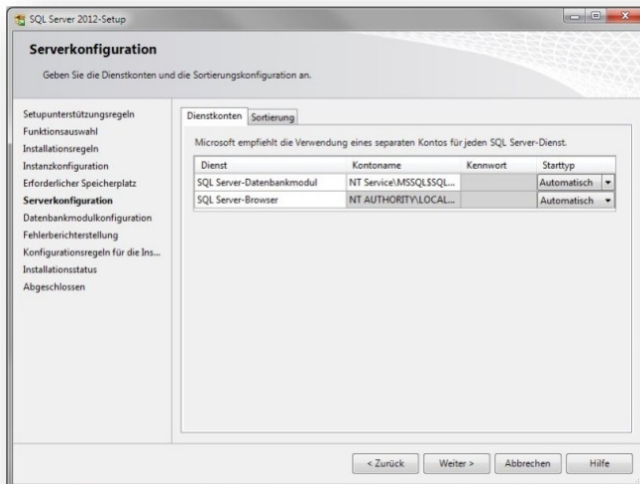 SQL Server 2012-Setup
Serverkonfiguration
Geben Sie die Dienstkonten und die Sortierungskonfiguration an.
Setupunterstützungsregeln
Funktionsauswahl
Installationsregeln
Instanzkonfiguration
Erforderlicher Speicherplatz
Serverkonfiguration
Datenbankmodulkonfiguration
Fehlerberichterstellung
Konfigurationsregeln für die Ins...
Installationsstatus
Abgeschlossen
Dienstkonten Sortierung
Microsoft empfiehlt die Verwendung eines separaten Kontos für jeden SQL Server-Dienst.
Dienst Kontoname Kennwort Starttyp
SQL Server-Datenbankmodul NT Service\MSSQL$SQL... Automatisch
SQL Server-Browser NT AUTHORITY\LOCAL... Automatisch
< Zurück Weiter > Abbrechen Hilfe